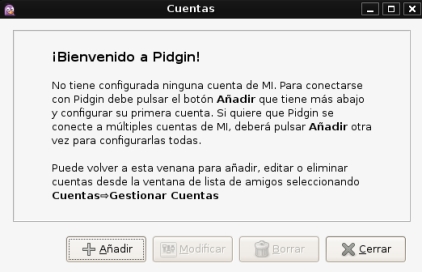 Cuentas
¡Bienvenido a Pidgin!
No tiene configurada ninguna cuenta de MI. Para conectarse
con Pidgin debe pulsar el botón Añadir que tiene más abajo
y configurar su primera cuenta. Si quiere que Pidgin se
conecte a múltiples cuentas de MI, deberá pulsar Añadir otra
vez para configurarlas todas.
Puede volver a esta venana para añadir, editar o eliminar
cuentas desde la ventana de lista de amigos seleccionando
Cuentas⇨Gestionar Cuentas
Añadir Modificar Borrar Cerrar